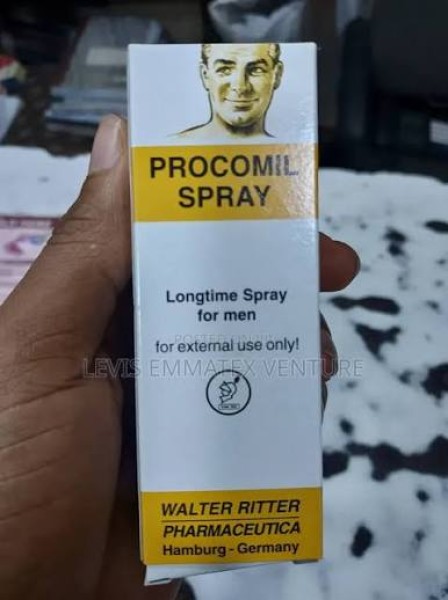 PROCOMIL
SPRAY
Longtime Spray
for men
for external use only!
LEVIS EMMATEX VENTURE
WALTER RITTER
PHARMACEUTICA
Hamburg - Germany